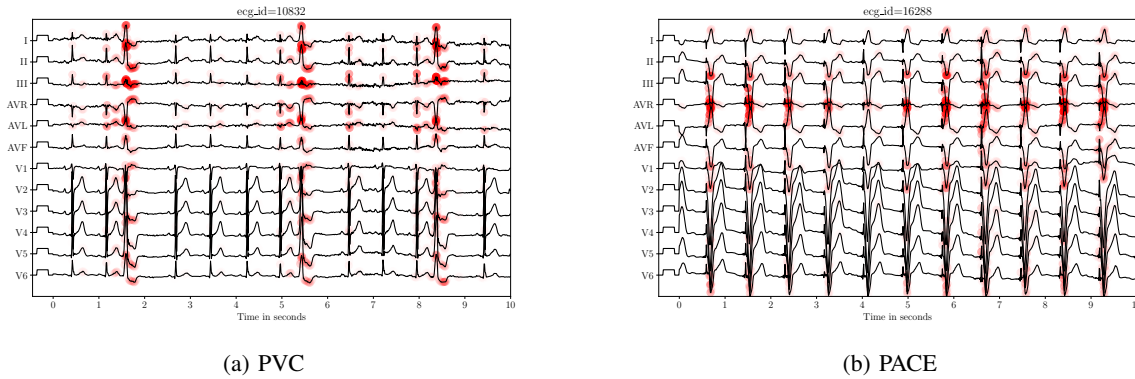 ecg_id=10832
I
II
III
AVR
AVL
AVF
V1
V2
V3
V4
V5
V6
0 1 2 3 4 5 6 7 8 9 10
Time in seconds
(a) PVC
ecg_id=16288
I
II
III
AVR
AVL
AVF
V1
V2
V3
V4
V5
V6
0 1 2 3 4 5 6 7 8 9 10
Time in seconds
(b) PACE